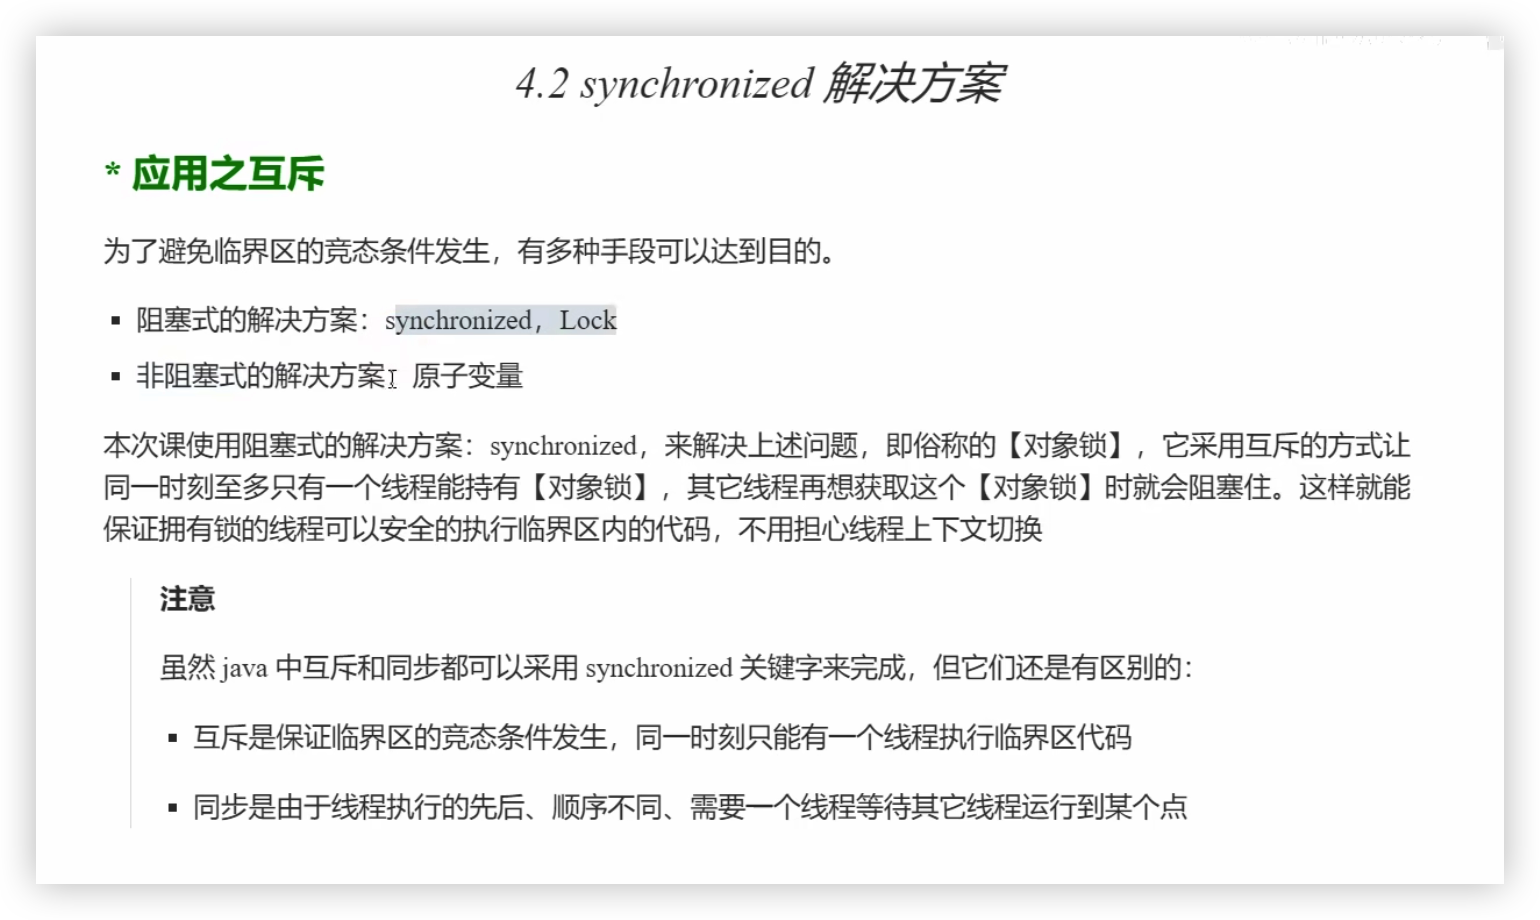 4.2 synchronized 解决方案
* 应用之互斥
为了避免临界区的竞态条件发生，有多种手段可以达到目的。
▪ 阻塞式的解决方案：synchronized，Lock
▪ 非阻塞式的解决方案：原子变量
本次课使用阻塞式的解决方案：synchronized，来解决上述问题，即俗称的【对象锁】，它采用互斥的方式让
同一时刻至多只有一个线程能持有【对象锁】，其它线程再想获取这个【对象锁】时就会阻塞住。这样就能
保证拥有锁的线程可以安全的执行临界区内的代码，不用担心线程上下文切换
注意
虽然 java 中互斥和同步都可以采用 synchronized 关键字来完成，但它们还是有区别的：
▪ 互斥是保证临界区的竞态条件发生，同一时刻只能有一个线程执行临界区代码
▪ 同步是由于线程执行的先后、顺序不同、需要一个线程等待其它线程运行到某个点